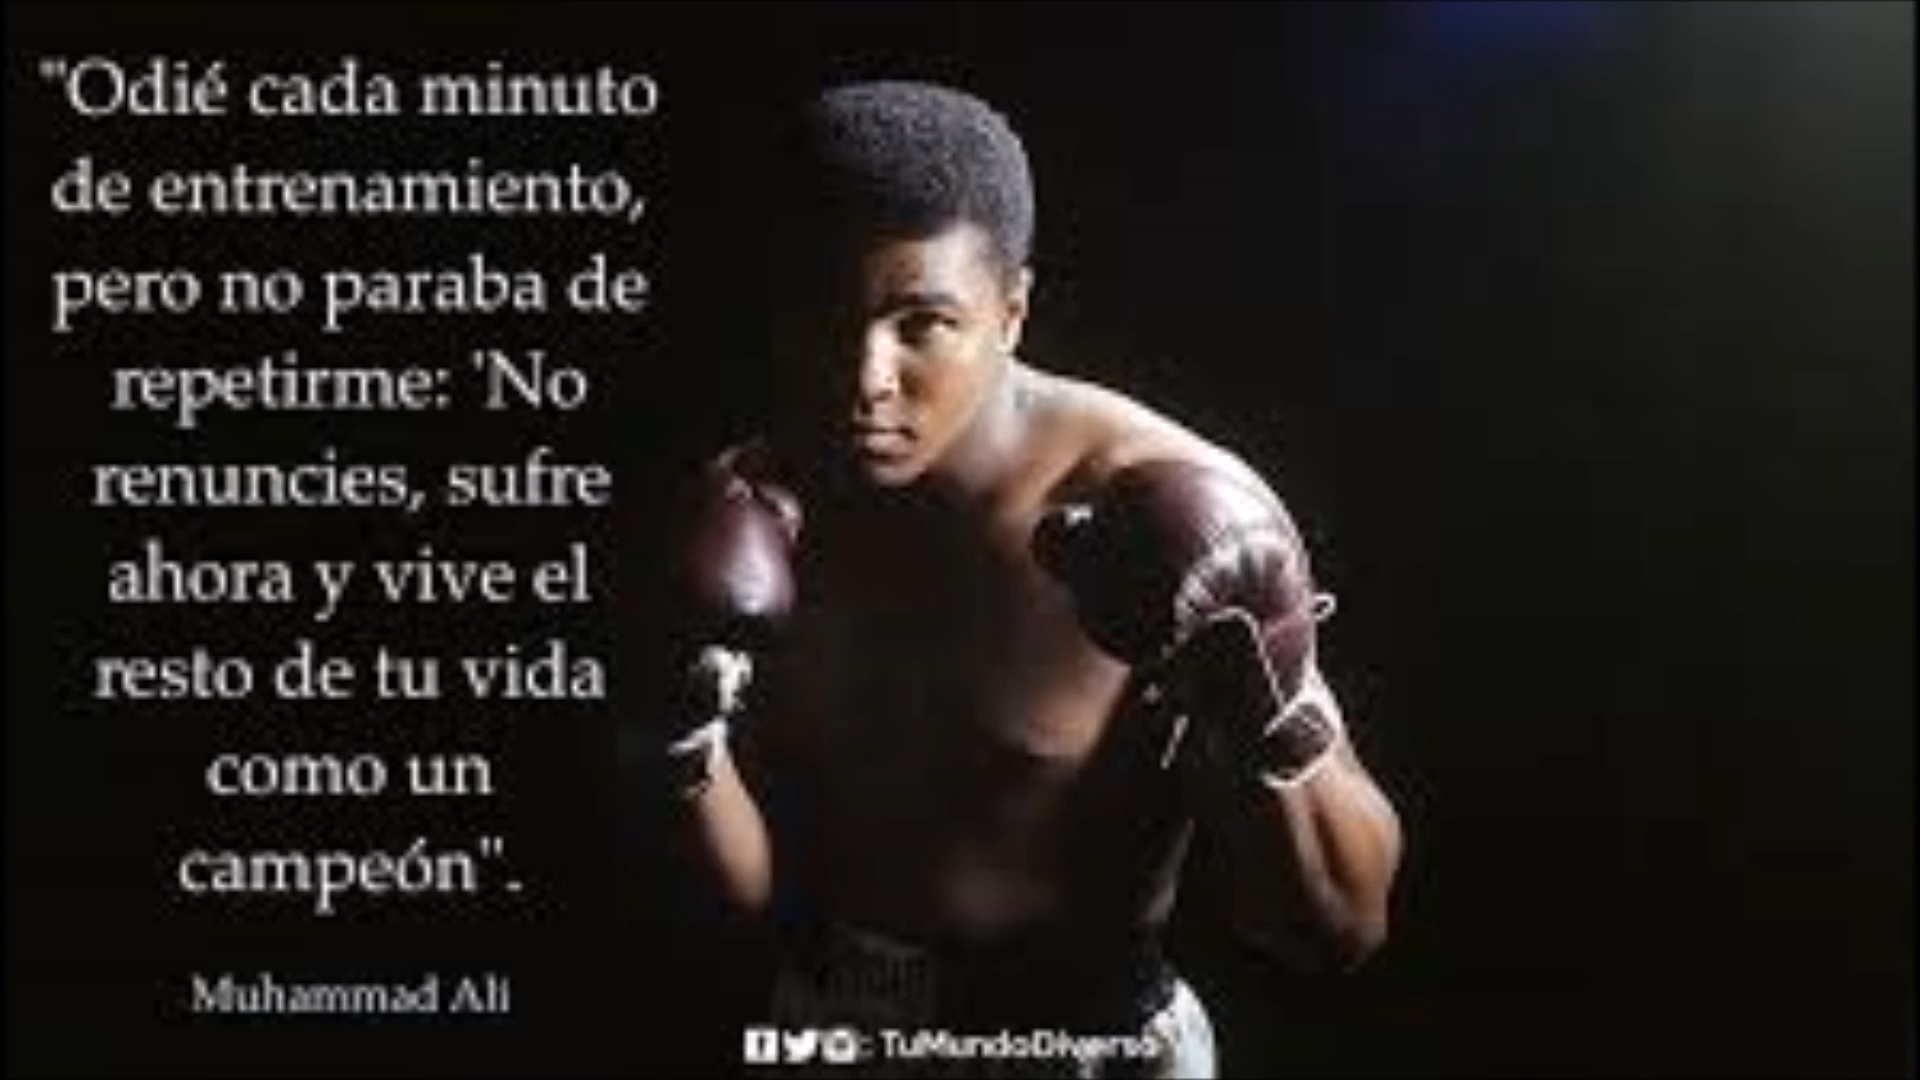 "Odié cada minuto
de entrenamiento,
pero no paraba de
repetirme: 'No
renuncies, sufre
ahora y vive el
resto de tu vida
como un
campeón".
Muhammad Ali
: TuMundoDiverso